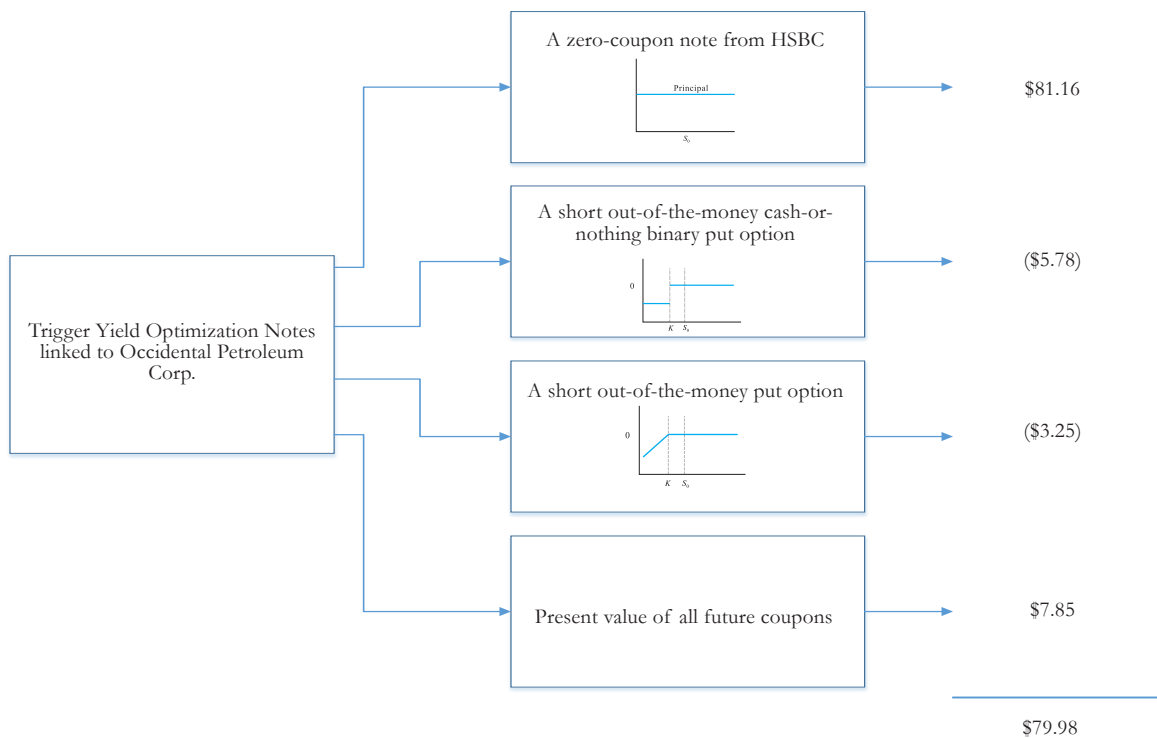 A zero-coupon note from HSBC
Principal
S₀
$81.16
A short out-of-the-money cash-or-
nothing binary put option
0
K
S₀
($5.78)
Trigger Yield Optimization Notes
linked to Occidental Petroleum
Corp.
A short out-of-the-money put option
0
K
S₀
($3.25)
Present value of all future coupons
$7.85
$79.98